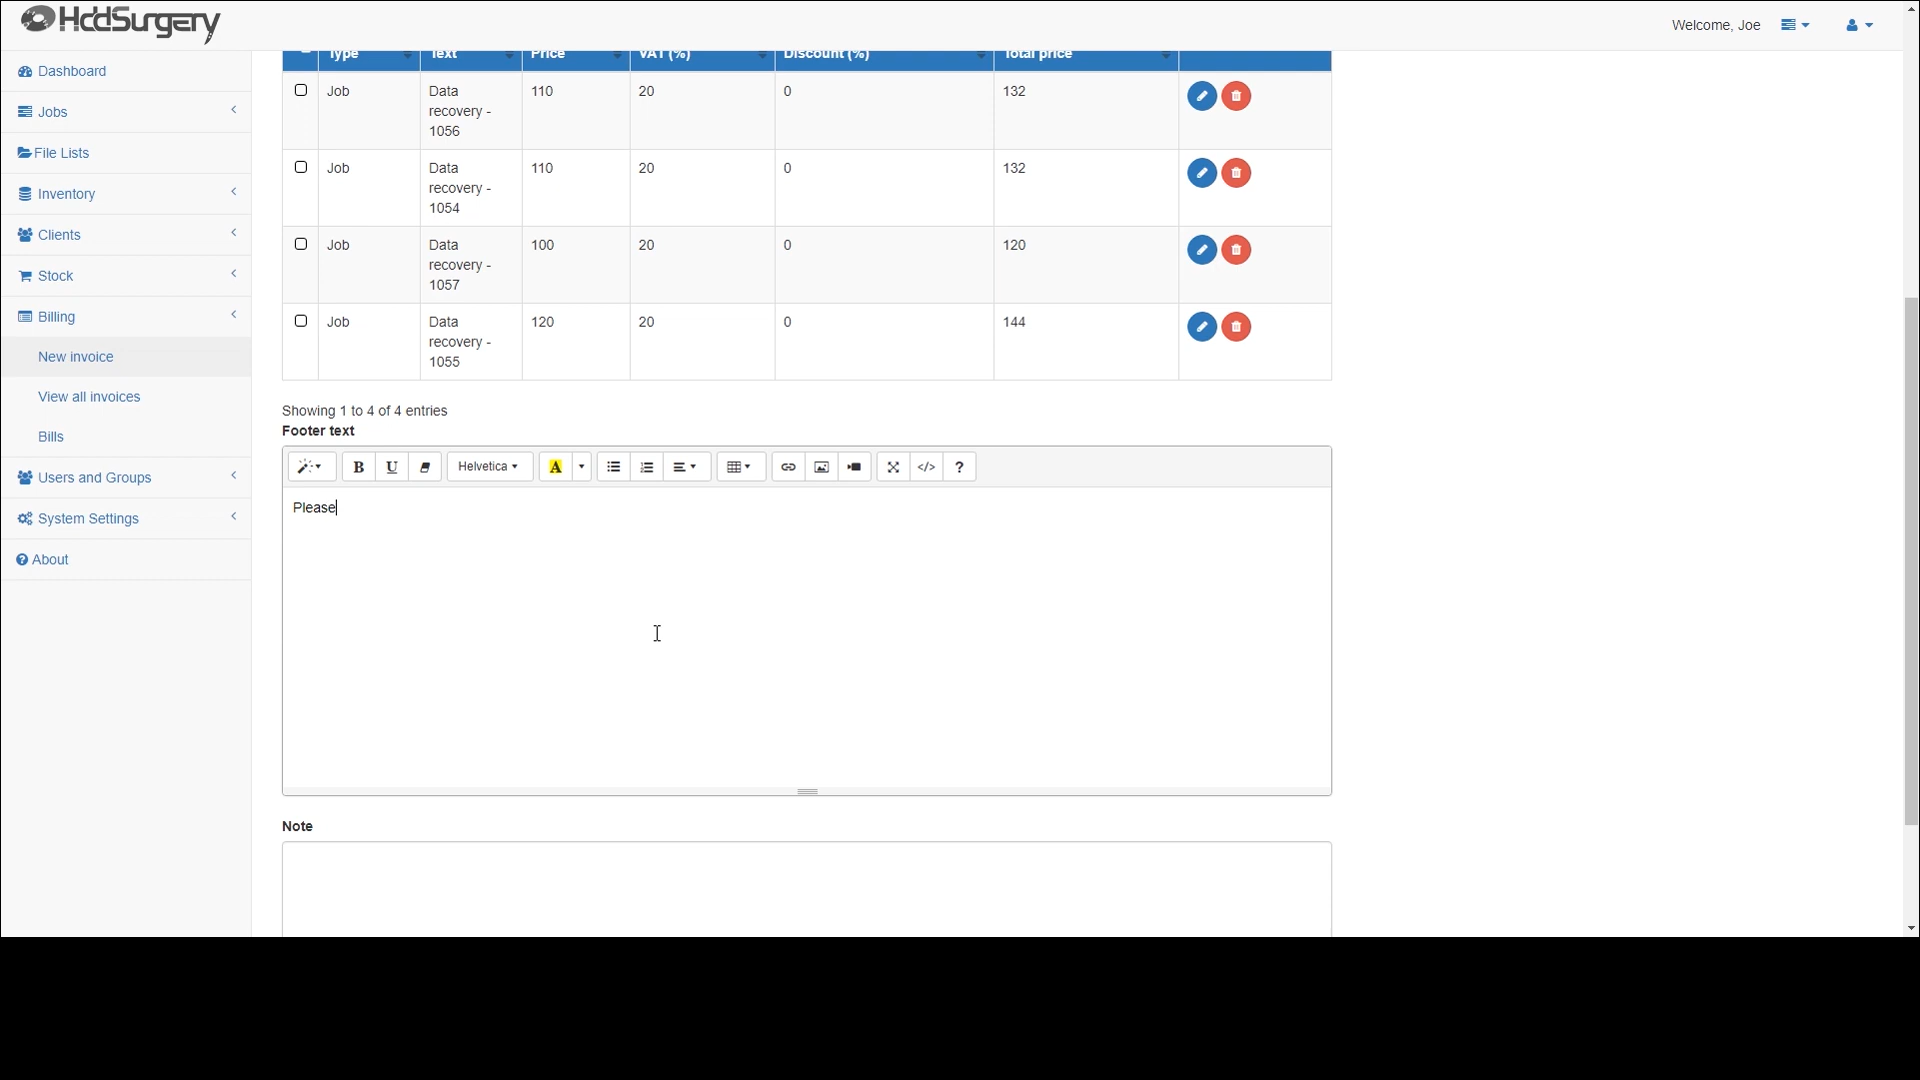 HddSurgery
Welcome, Joe
Dashboard
Jobs
File Lists
Inventory
Clients
Stock
Billing
New invoice
View all invoices
Bills
Users and Groups
System Settings
About
Type Text Price VAT (%) Discount (%) Total price
Job Data recovery - 1056 110 20 0 132
Job Data recovery - 1054 110 20 0 132
Job Data recovery - 1057 100 20 0 120
Job Data recovery - 1055 120 20 0 144
Showing 1 to 4 of 4 entries
Footer text
B U Helvetica A </> ?
Please
Note